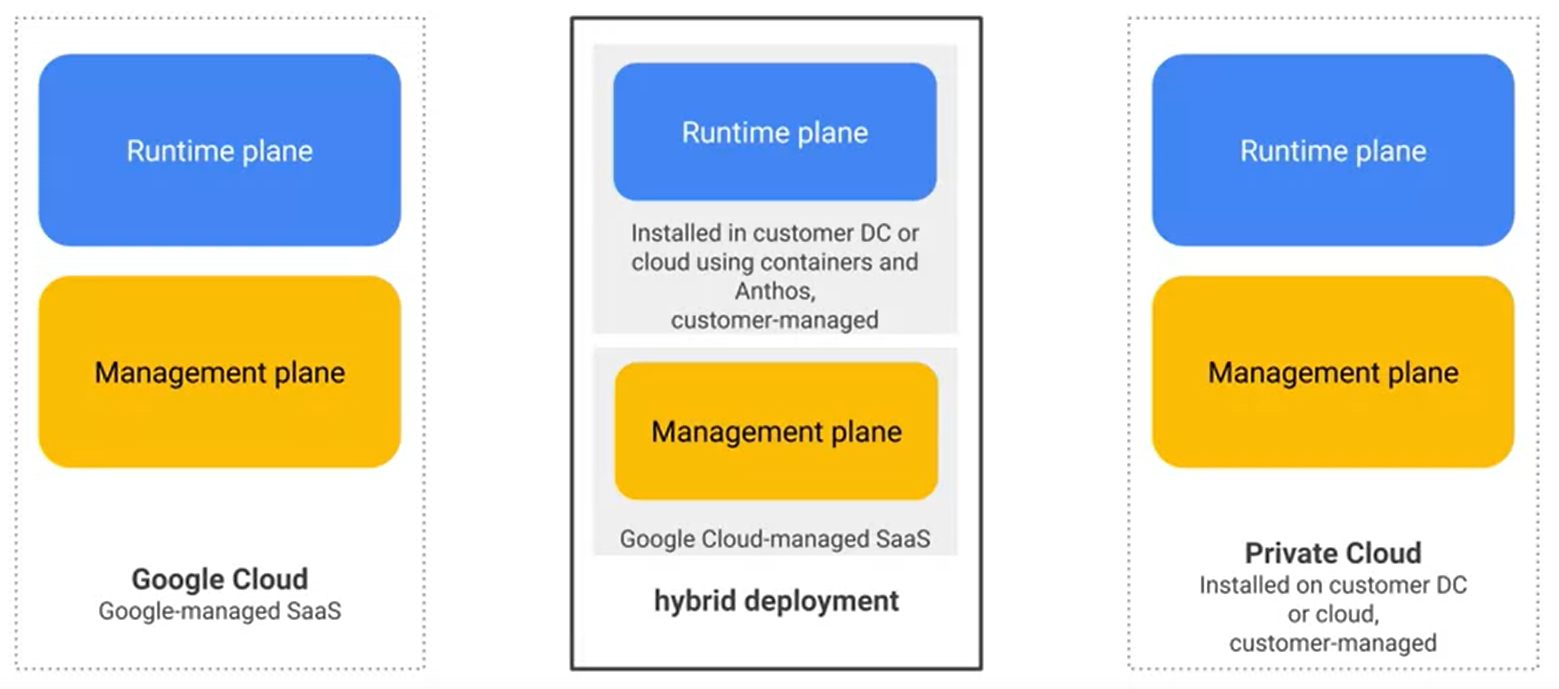 Runtime plane
Management plane
Google Cloud
Google-managed SaaS
Runtime plane
Installed in customer DC or
cloud using containers and
Anthos,
customer-managed
Management plane
Google Cloud-managed SaaS
hybrid deployment
Runtime plane
Management plane
Private Cloud
Installed on customer DC
or cloud,
customer-managed